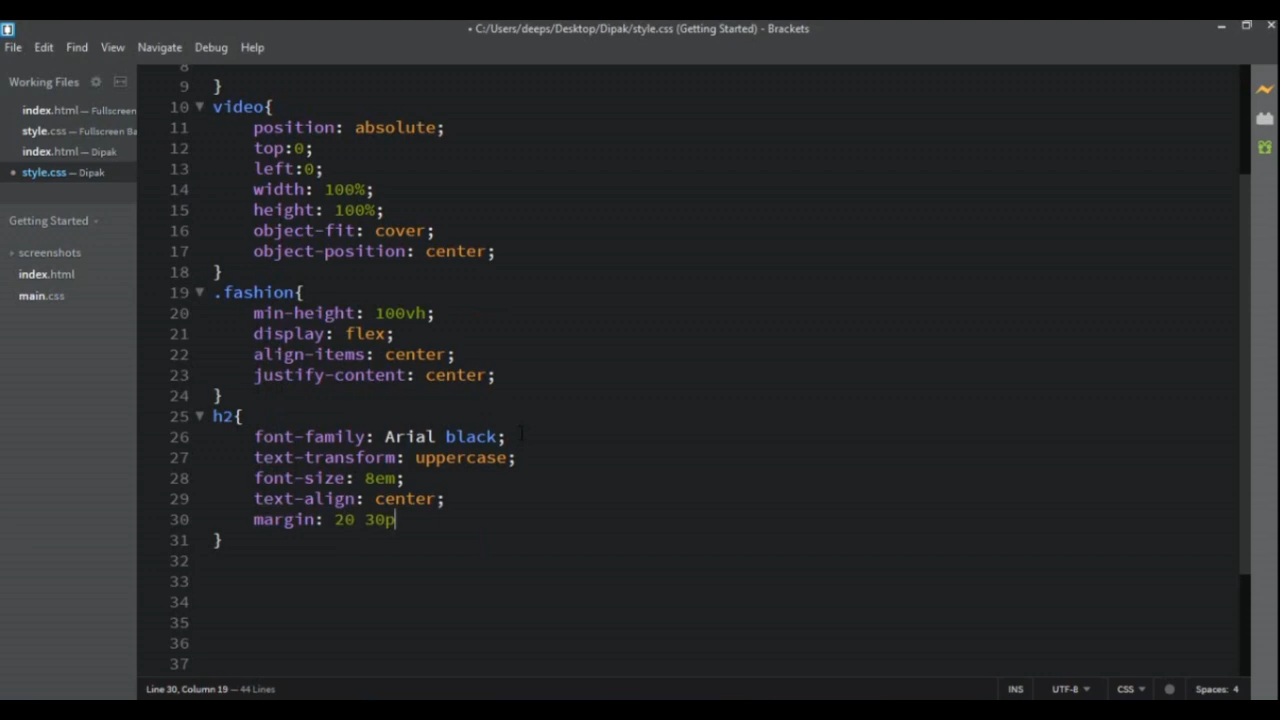 • C:/Users/deeps/Desktop/Dipak/style.css (Getting Started) - Brackets
File Edit Find View Navigate Debug Help
Working Files
index.html — Fullscreen
style.css — Fullscreen Ba
index.html — Dipak
• style.css — Dipak
Getting Started
screenshots
index.html
main.css
8
9 }
10 video{
11 position: absolute;
12 top:0;
13 left:0;
14 width: 100%;
15 height: 100%;
16 object-fit: cover;
17 object-position: center;
18 }
19 .fashion{
20 min-height: 100vh;
21 display: flex;
22 align-items: center;
23 justify-content: center;
24 }
25 h2{
26 font-family: Arial black;
27 text-transform: uppercase;
28 font-size: 8em;
29 text-align: center;
30 margin: 20 30p
31 }
32
33
34
35
36
37
Line 30, Column 19 — 44 Lines
INS UTF-8 CSS Spaces: 4